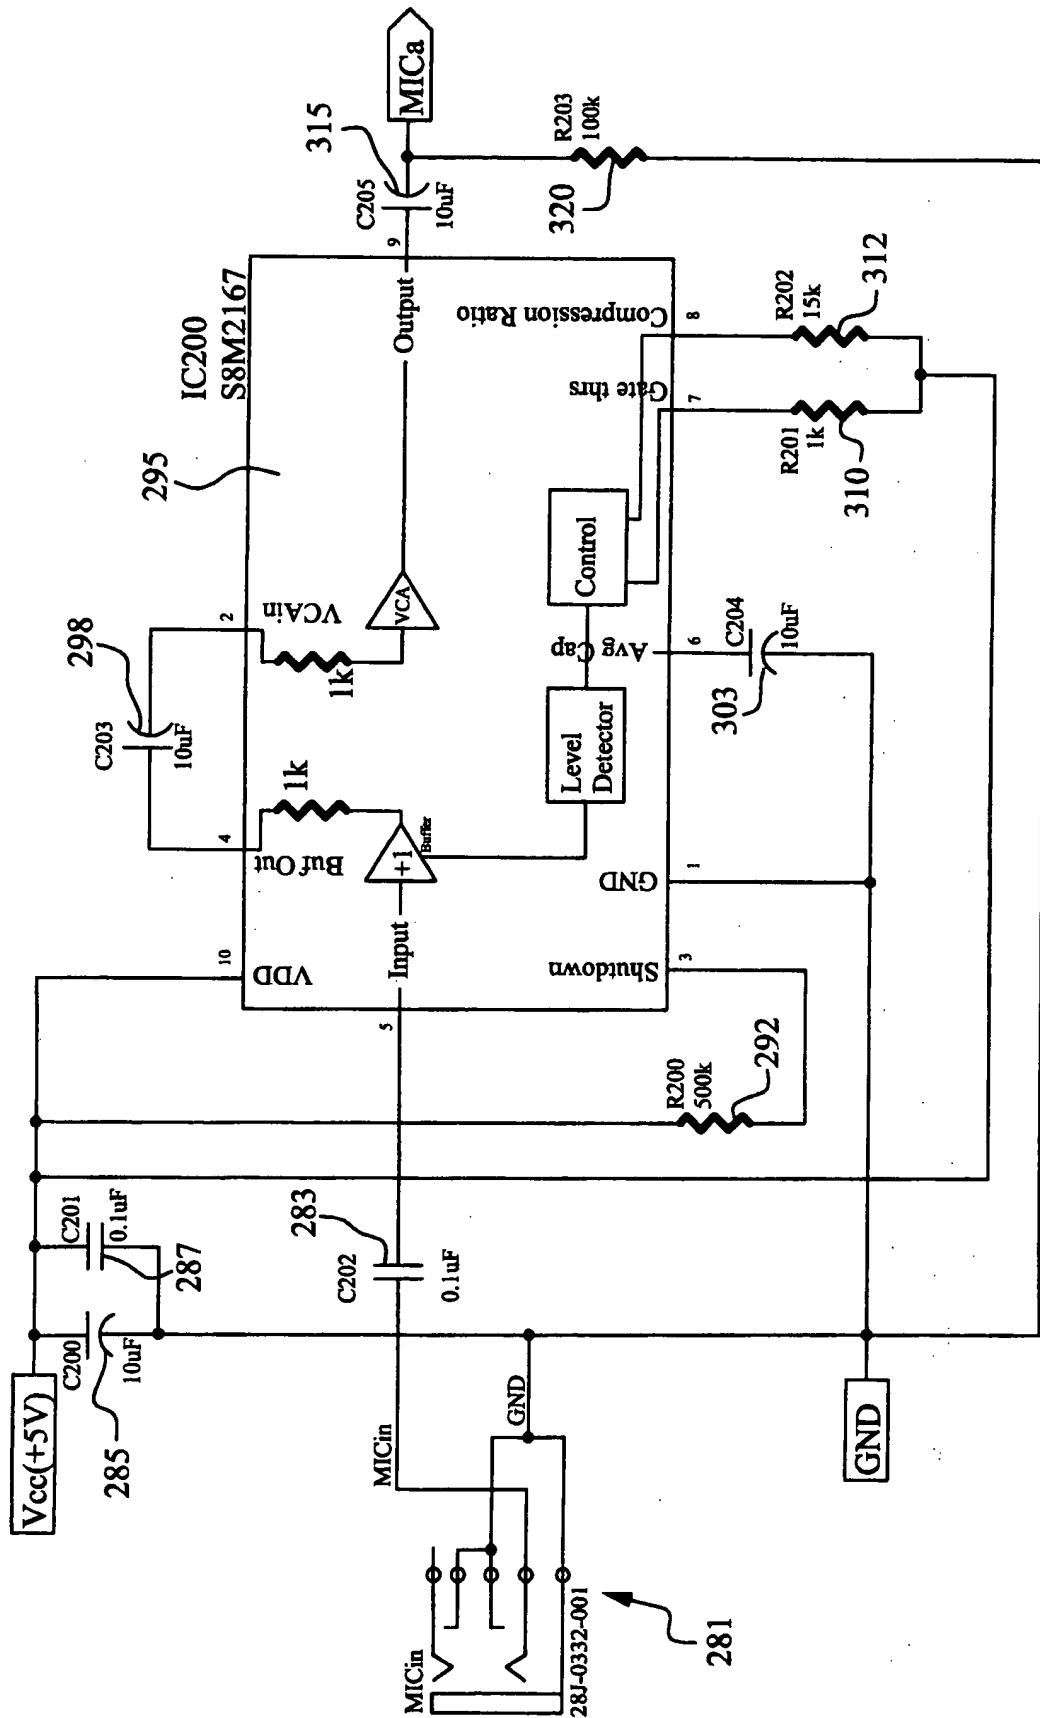 Vcc(+5V)
C200
10uF
285
C201
0.1uF
287
MICin
28J-0332-001
281
MICin
GND
GND
C202
0.1uF
283
R200
500k
292
IC200
S8M2167
295
10
VDD
5
Input
3
Shutdown
1
GND
4
Buf Out
1k
+1
Buffer
C203
10uF
298
2
VCAin
1k
VCA
Level
Detector
Control
Avg Cap
6
C204
10uF
303
Gate thrs
7
R201
1k
310
Compression Ratio
8
R202
15k
312
Output
9
C205
10uF
315
MICa
R203
100k
320